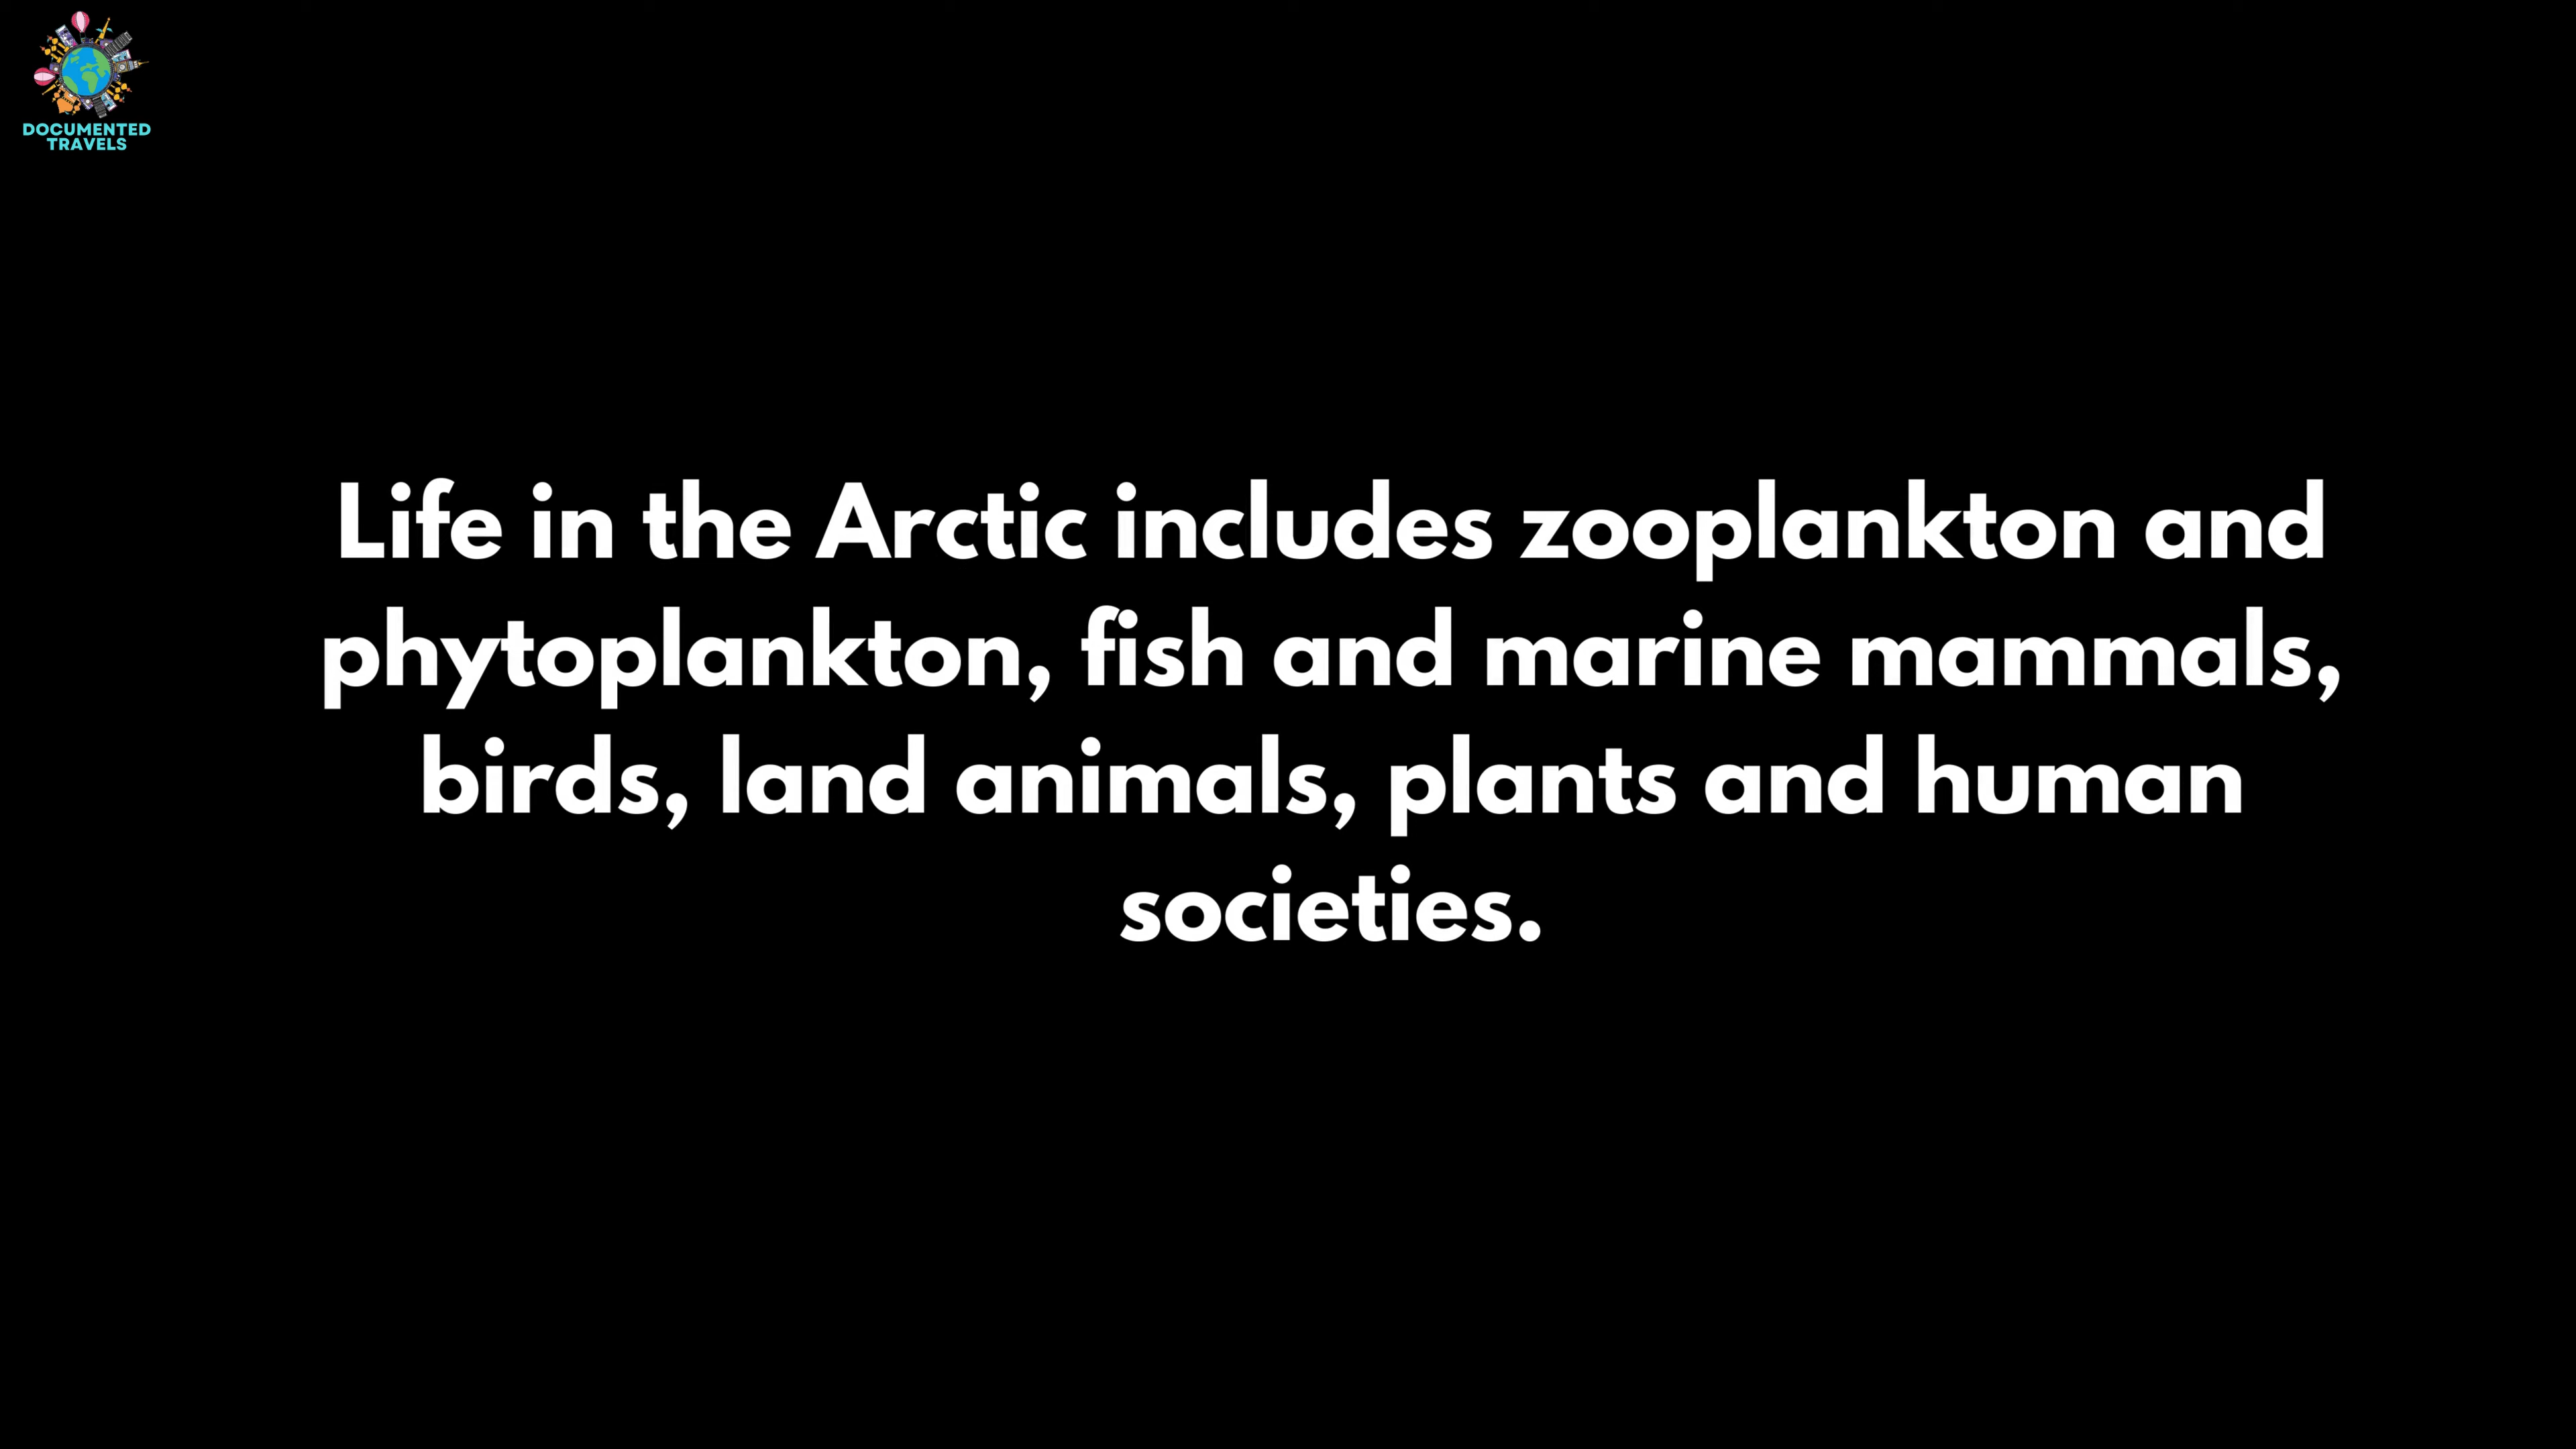 DOCUMENTED
TRAVELS
Life in the Arctic includes zooplankton and
phytoplankton, fish and marine mammals,
birds, land animals, plants and human
societies.